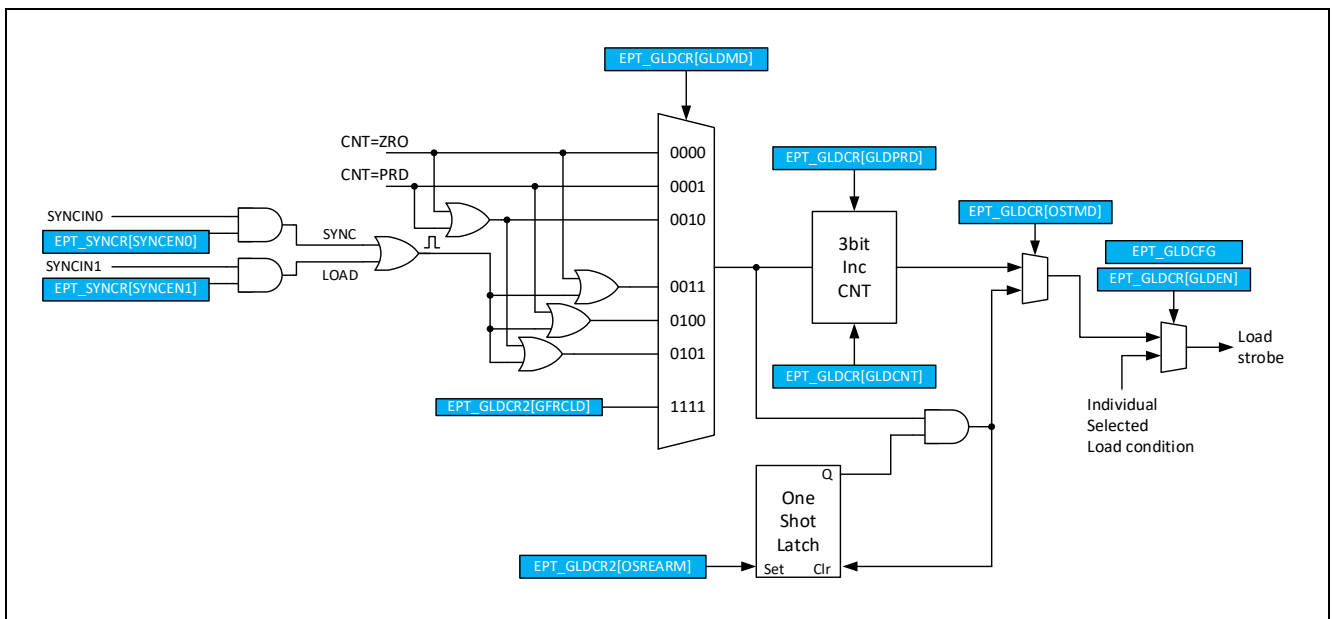 EPT_GLDCR[GLDMD]
CNT=ZRO
0000
EPT_GLDCR[GLDPRD]
CNT=PRD
0001
SYNCIN0
0010
EPT_GLDCR[OSTMD]
EPT_SYNCR[SYNCEN0]
SYNC
3bit
Inc
CNT
EPT_GLDCFG
SYNCIN1
LOAD
EPT_GLDCR[GLDEN]
EPT_SYNCR[SYNCEN1]
0011
0100
Load
strobe
0101
EPT_GLDCR[GLDCNT]
EPT_GLDCR2[GFRCLD]
1111
Individual
Selected
Load condition
Q
One
Shot
Latch
EPT_GLDCR2[OSREARM]
Set
Clr